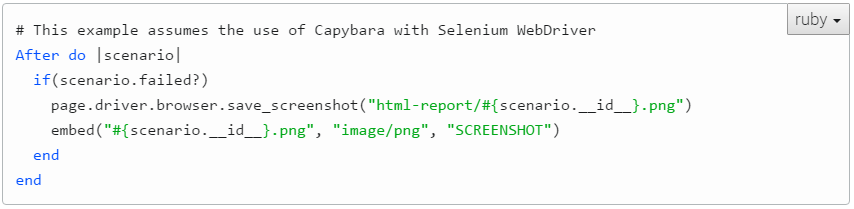 ruby
# This example assumes the use of Capybara with Selenium WebDriver
After do |scenario|
  if(scenario.failed?)
    page.driver.browser.save_screenshot("html-report/#{scenario.__id__}.png")
    embed("#{scenario.__id__}.png", "image/png", "SCREENSHOT")
  end
end